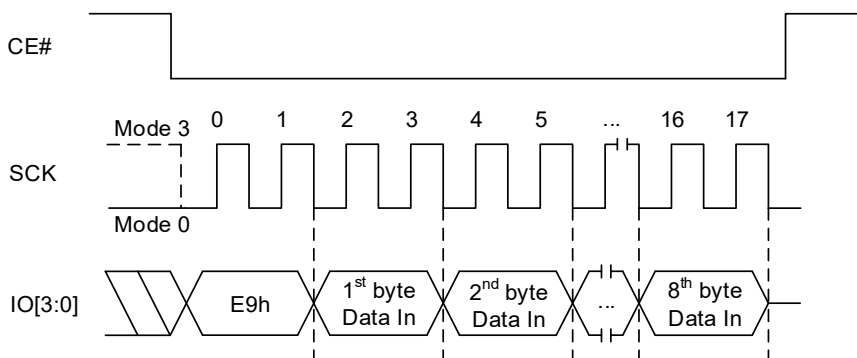 CE#
0 1 2 3 4 5 ... 16 17
Mode 3
SCK
Mode 0
IO[3:0]
E9h
1st byte
Data In
2nd byte
Data In
...
8th byte
Data In